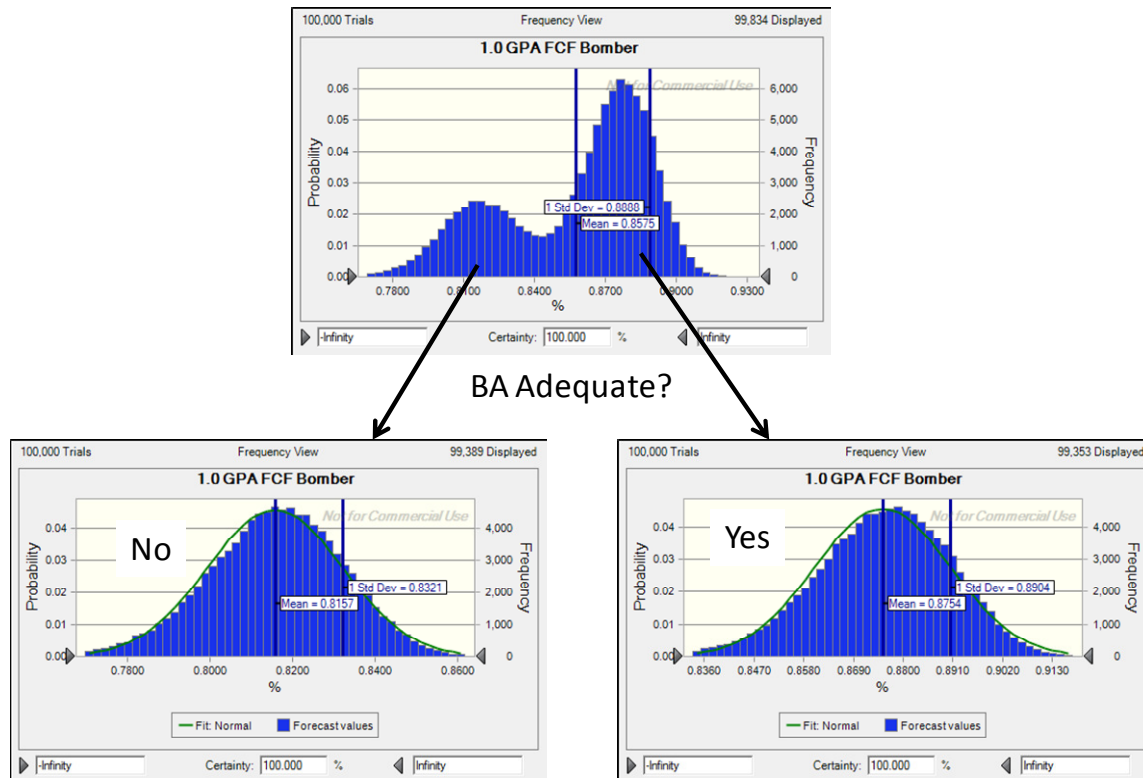 100,000 Trials Frequency View 99,834 Displayed
1.0 GPA FCF Bomber
Not for Commercial Use
Probability
Frequency
0.06 6,000
0.05 5,000
0.04 4,000
0.03 3,000
0.02 2,000
0.01 1,000
0.00 0
1 Std Dev = 0.8888
Mean = 0.8575
0.7800 0.8100 0.8400 0.8700 0.9000 0.9300
%
-Infinity Certainty: 100.000 % Infinity
BA Adequate?
100,000 Trials Frequency View 99,389 Displayed
1.0 GPA FCF Bomber
Not for Commercial Use
No
Probability
Frequency
0.04 4,000
0.03 3,000
0.02 2,000
0.01 1,000
0.00 0
1 Std Dev = 0.8321
Mean = 0.8157
0.7800 0.8000 0.8200 0.8400 0.8600
%
Fit: Normal Forecast values
-Infinity Certainty: 100.000 % Infinity
100,000 Trials Frequency View 99,353 Displayed
1.0 GPA FCF Bomber
Not for Commercial Use
Yes
Probability
Frequency
0.04 4,000
0.03 3,000
0.02 2,000
0.01 1,000
0.00 0
1 Std Dev = 0.8904
Mean = 0.8754
0.8360 0.8470 0.8580 0.8690 0.8800 0.8910 0.9020 0.9130
%
Fit: Normal Forecast values
-Infinity Certainty: 100.000 % Infinity